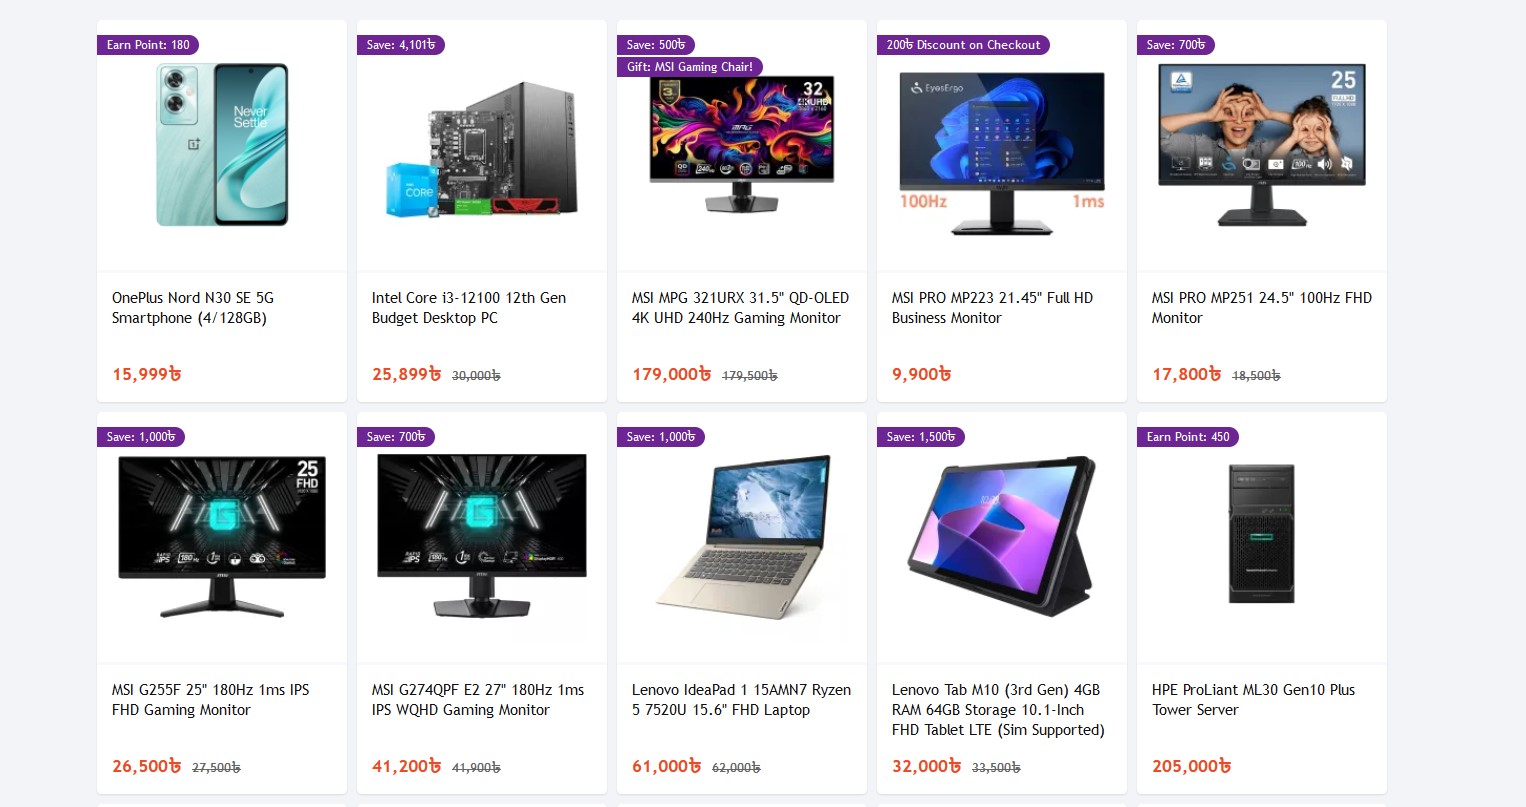 Earn Point: 180
Never
Settle
OnePlus Nord N30 SE 5G
Smartphone (4/128GB)
15,999৳
Save: 4,101৳
CORE
Intel Core i3-12100 12th Gen
Budget Desktop PC
25,899৳ 30,000৳
Save: 500৳
Gift: MSI Gaming Chair!
32
4K UHD
MPG
MSI MPG 321URX 31.5" QD-OLED
4K UHD 240Hz Gaming Monitor
179,000৳ 179,500৳
200৳ Discount on Checkout
EyesErgo
100Hz 1ms
MSI PRO MP223 21.45" Full HD
Business Monitor
9,900৳
Save: 700৳
25
FULL HD
MSI PRO MP251 24.5" 100Hz FHD
Monitor
17,800৳ 18,500৳
Save: 1,000৳
25
FHD
RAPID
IPS 180Hz
MSI G255F 25" 180Hz 1ms IPS
FHD Gaming Monitor
26,500৳ 27,500৳
Save: 700৳
RAPID
IPS 180Hz
MSI G274QPF E2 27" 180Hz 1ms
IPS WQHD Gaming Monitor
41,200৳ 41,900৳
Save: 1,000৳
Lenovo IdeaPad 1 15AMN7 Ryzen
5 7520U 15.6" FHD Laptop
61,000৳ 62,000৳
Save: 1,500৳
Lenovo Tab M10 (3rd Gen) 4GB
RAM 64GB Storage 10.1-Inch
FHD Tablet LTE (Sim Supported)
32,000৳ 33,500৳
Earn Point: 450
HPE ProLiant ML30 Gen10 Plus
Tower Server
205,000৳